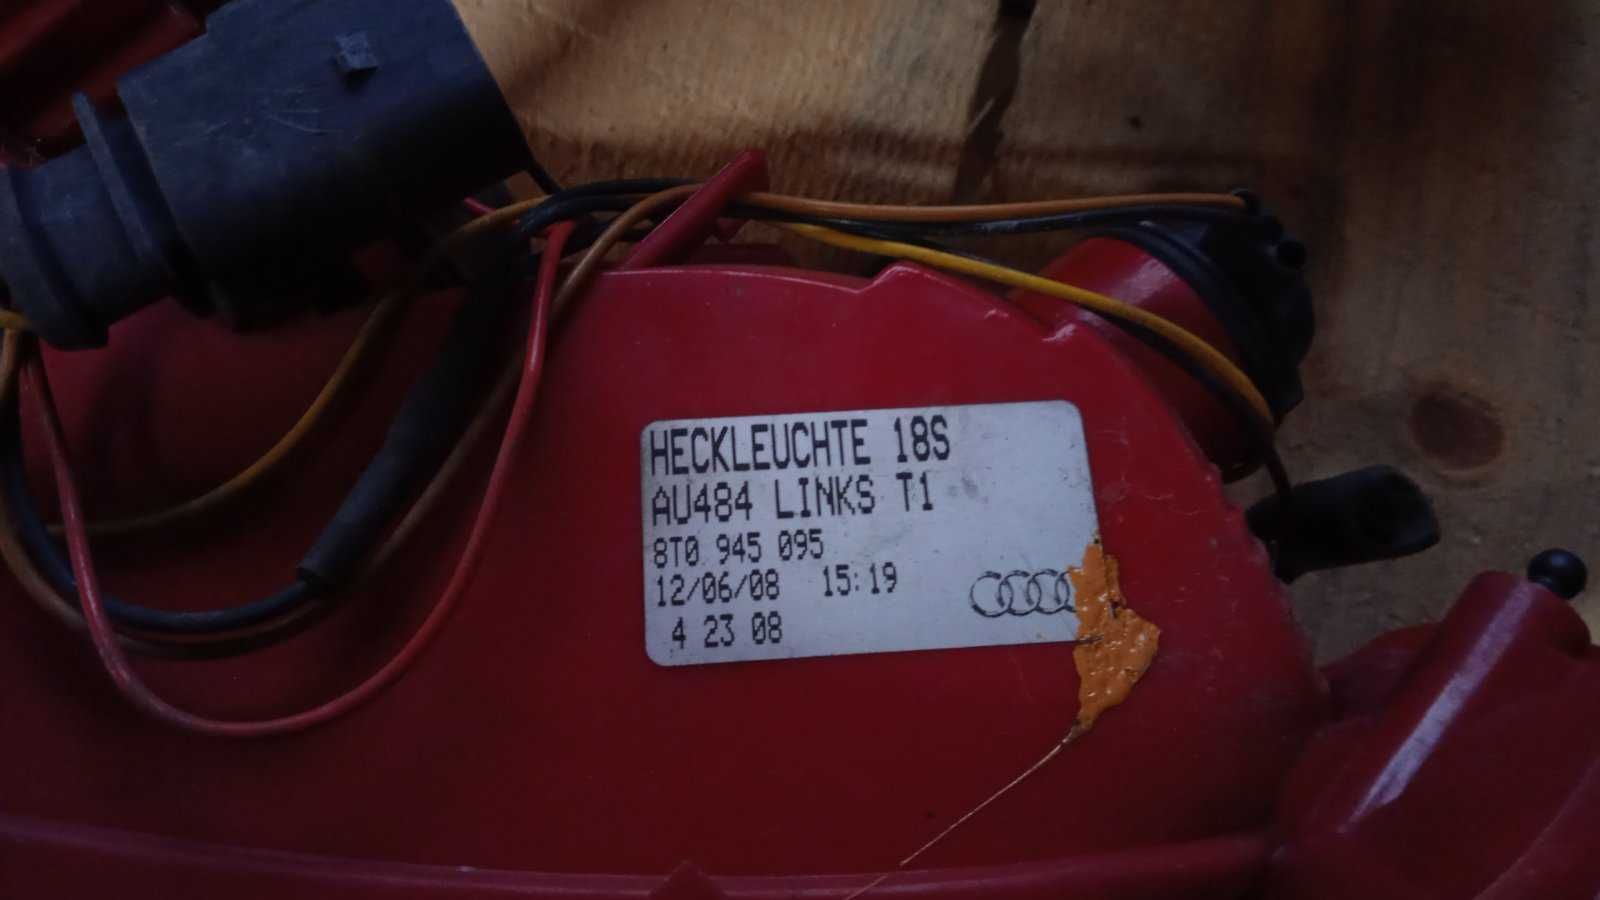 HECKLEUCHTE 18S
AU484 LINKS T1
8T0 945 095
12/06/08 15:19
4 23 08